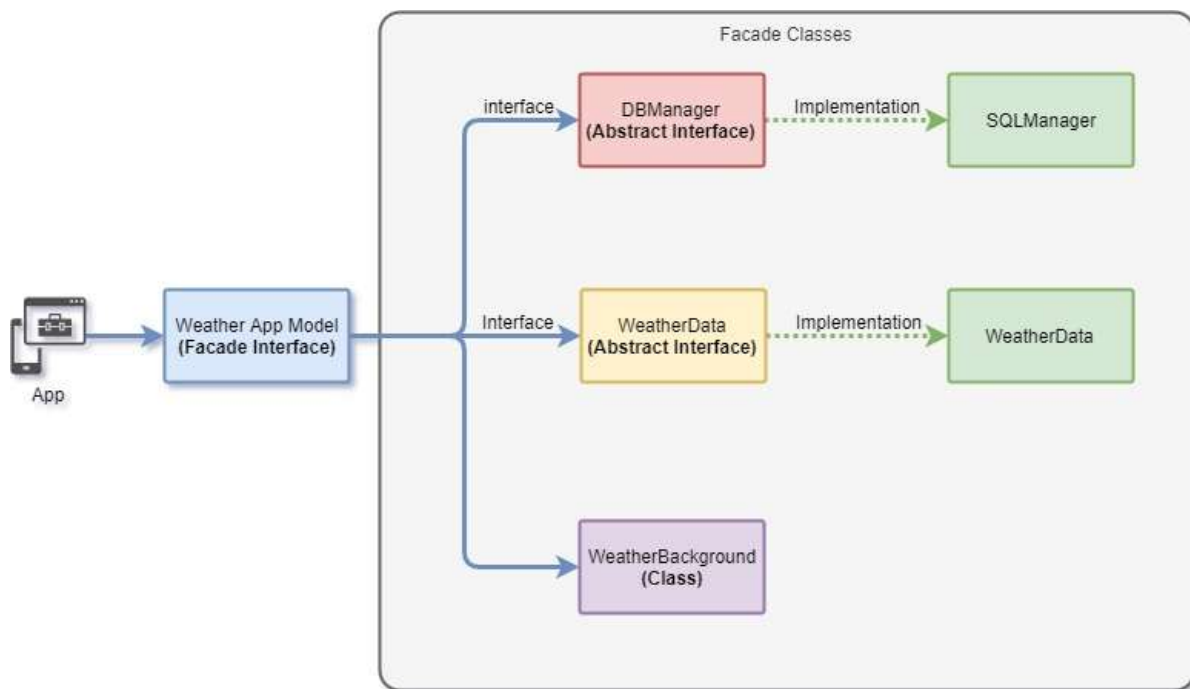 Facade Classes
interface
DBManager
(Abstract Interface)
Implementation
SQLManager
App
Weather App Model
(Facade Interface)
Interface
WeatherData
(Abstract Interface)
Implementation
WeatherData
WeatherBackground
(Class)